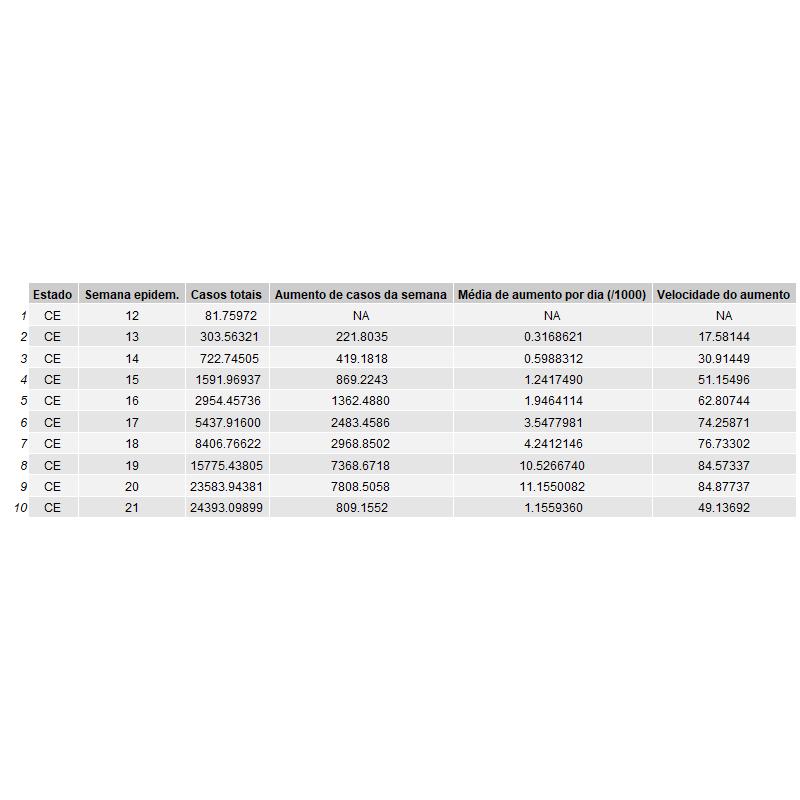 Estado Semana epidem. Casos totais Aumento de casos da semana Média de aumento por dia (/1000) Velocidade do aumento
1 CE 12 81.75972 NA NA NA
2 CE 13 303.56321 221.8035 0.3168621 17.58144
3 CE 14 722.74505 419.1818 0.5988312 30.91449
4 CE 15 1591.96937 869.2243 1.2417490 51.15496
5 CE 16 2954.45736 1362.4880 1.9464114 62.80744
6 CE 17 5437.91600 2483.4586 3.5477981 74.25871
7 CE 18 8406.76622 2968.8502 4.2412146 76.73302
8 CE 19 15775.43805 7368.6718 10.5266740 84.57337
9 CE 20 23583.94381 7808.5058 11.1550082 84.87737
10 CE 21 24393.09899 809.1552 1.1559360 49.13692